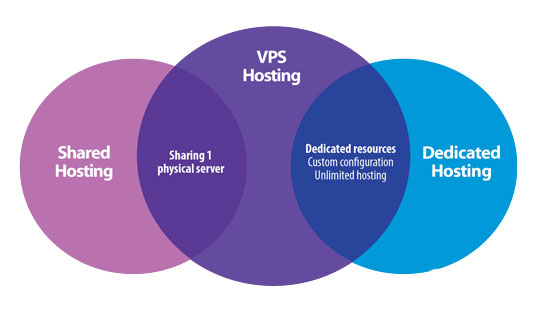 VPS
Hosting
Shared
Hosting
Sharing 1
physical server
Dedicated resources
Custom configuration
Unlimited hosting
Dedicated
Hosting